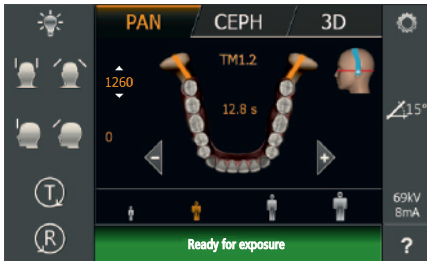 PAN
CEPH
3D
TM1.2
1260
12.8 s
15°
0
-
+
69kV
8mA
T
R
Ready for exposure
?